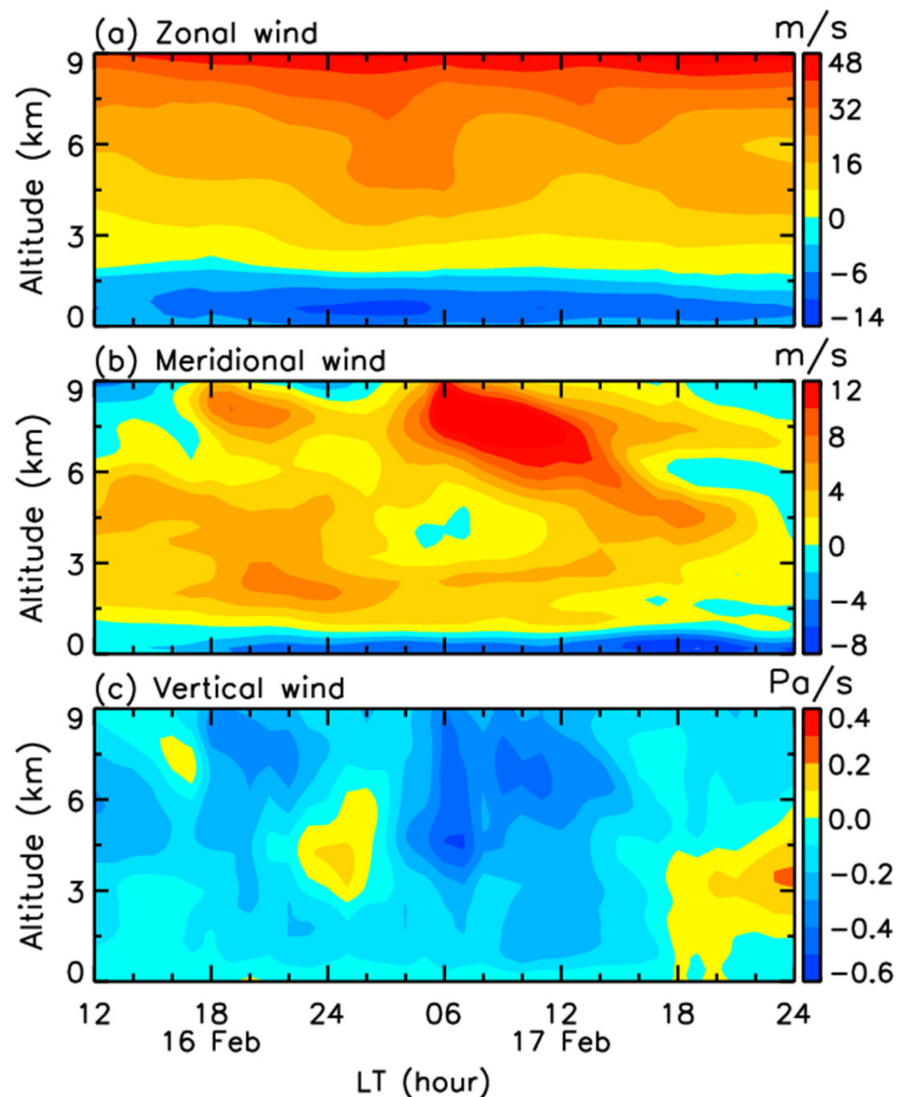 (a) Zonal wind
m/s
9
6
3
0
Altitude (km)
48
32
16
0
−6
−14
(b) Meridional wind
m/s
9
6
3
0
Altitude (km)
12
8
4
0
−4
−8
(c) Vertical wind
Pa/s
9
6
3
0
Altitude (km)
0.4
0.2
0.0
−0.2
−0.4
−0.6
12 18 24 06 12 18 24
16 Feb 17 Feb
LT (hour)